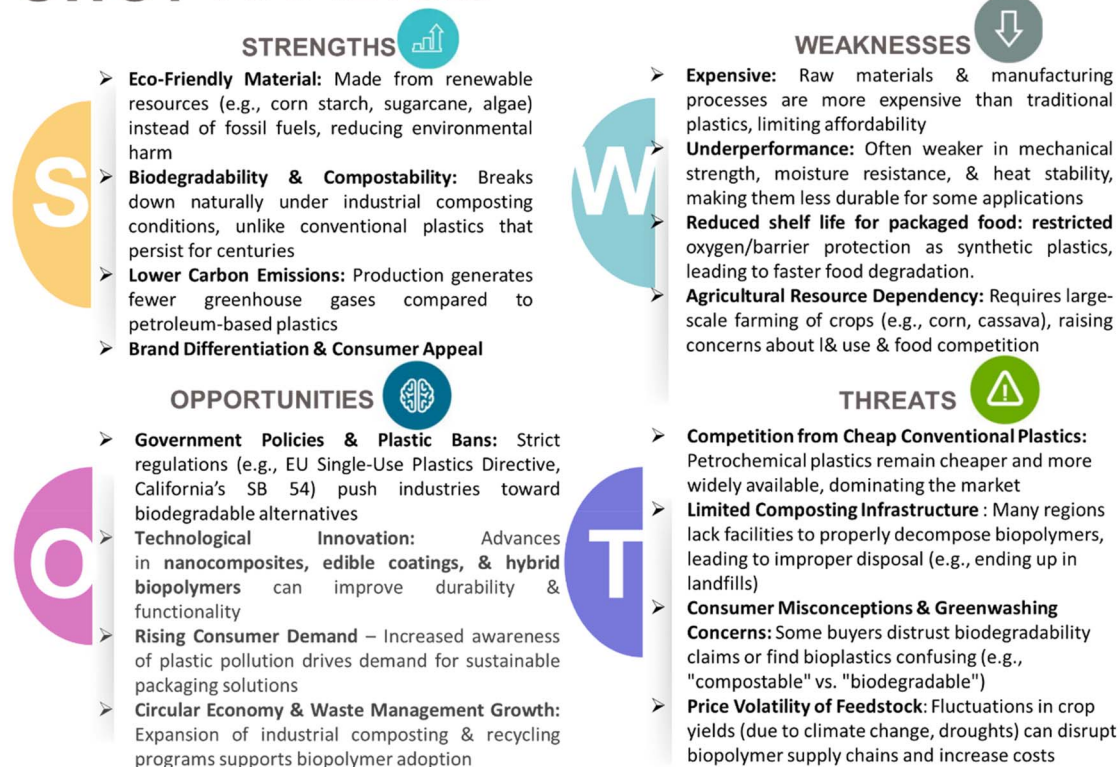 STRENGTHS
S
➢ Eco-Friendly Material: Made from renewable
resources (e.g., corn starch, sugarcane, algae)
instead of fossil fuels, reducing environmental
harm
➢ Biodegradability & Compostability: Breaks
down naturally under industrial composting
conditions, unlike conventional plastics that
persist for centuries
➢ Lower Carbon Emissions: Production generates
fewer greenhouse gases compared to
petroleum-based plastics
➢ Brand Differentiation & Consumer Appeal
WEAKNESSES
W
➢ Expensive: Raw materials & manufacturing
processes are more expensive than traditional
plastics, limiting affordability
➢ Underperformance: Often weaker in mechanical
strength, moisture resistance, & heat stability,
making them less durable for some applications
➢ Reduced shelf life for packaged food: restricted
oxygen/barrier protection as synthetic plastics,
leading to faster food degradation.
➢ Agricultural Resource Dependency: Requires large-
scale farming of crops (e.g., corn, cassava), raising
concerns about l& use & food competition
OPPORTUNITIES
O
➢ Government Policies & Plastic Bans: Strict
regulations (e.g., EU Single-Use Plastics Directive,
California’s SB 54) push industries toward
biodegradable alternatives
➢ Technological Innovation: Advances
in nanocomposites, edible coatings, & hybrid
biopolymers can improve durability &
functionality
➢ Rising Consumer Demand – Increased awareness
of plastic pollution drives demand for sustainable
packaging solutions
➢ Circular Economy & Waste Management Growth:
Expansion of industrial composting & recycling
programs supports biopolymer adoption
THREATS
T
➢ Competition from Cheap Conventional Plastics:
Petrochemical plastics remain cheaper and more
widely available, dominating the market
➢ Limited Composting Infrastructure : Many regions
lack facilities to properly decompose biopolymers,
leading to improper disposal (e.g., ending up in
landfills)
➢ Consumer Misconceptions & Greenwashing
Concerns: Some buyers distrust biodegradability
claims or find bioplastics confusing (e.g.,
"compostable" vs. "biodegradable")
➢ Price Volatility of Feedstock: Fluctuations in crop
yields (due to climate change, droughts) can disrupt
biopolymer supply chains and increase costs